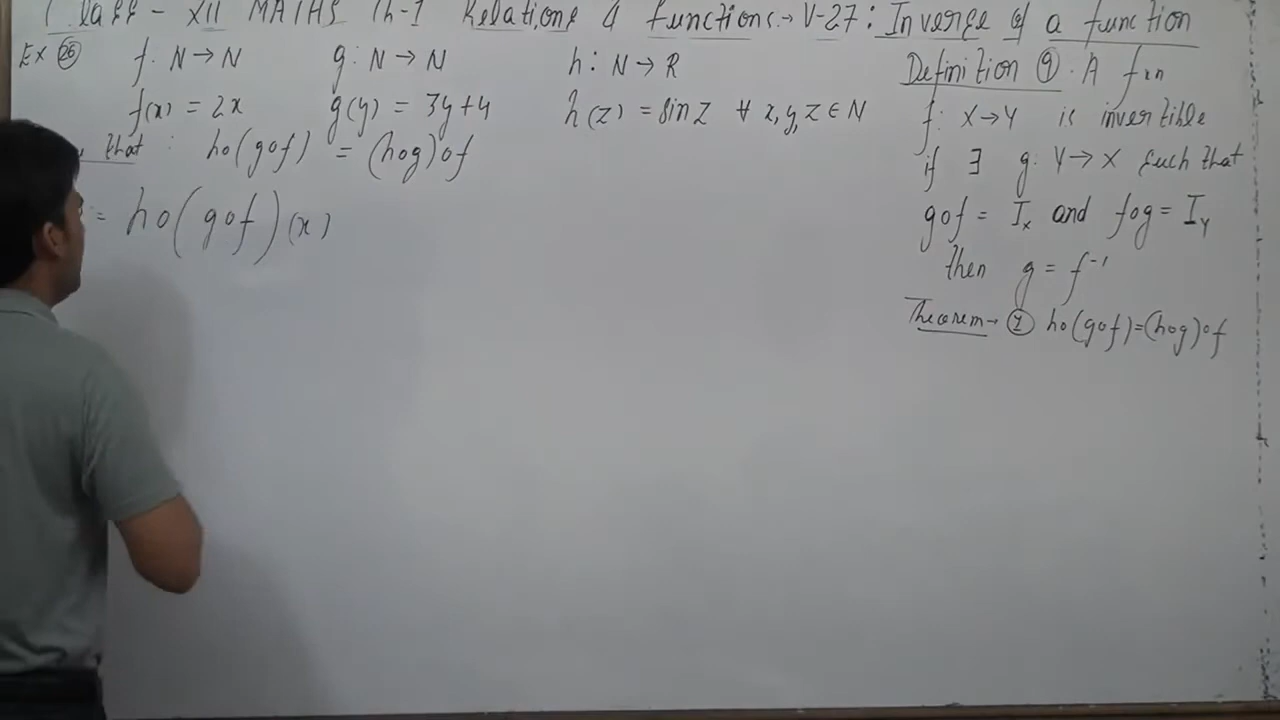 Class - XII MATHS Ch-1 Relations & functions → V-27: Inverse of a function
EX 26 f: N→N g: N→N h: N→R
f(x) = 2x g(y) = 3y+4 h(z) = sin z ∀ x,y,z ∈ N
that : ho(gof) = (hog)of
= ho(gof)(x)
Definition 9. A fxn
f: X→Y is invertible
if ∃ g: Y→X such that
gof = Ix and fog = IY
then g = f⁻¹
Theorem → 1 ho(gof)=(hog)of